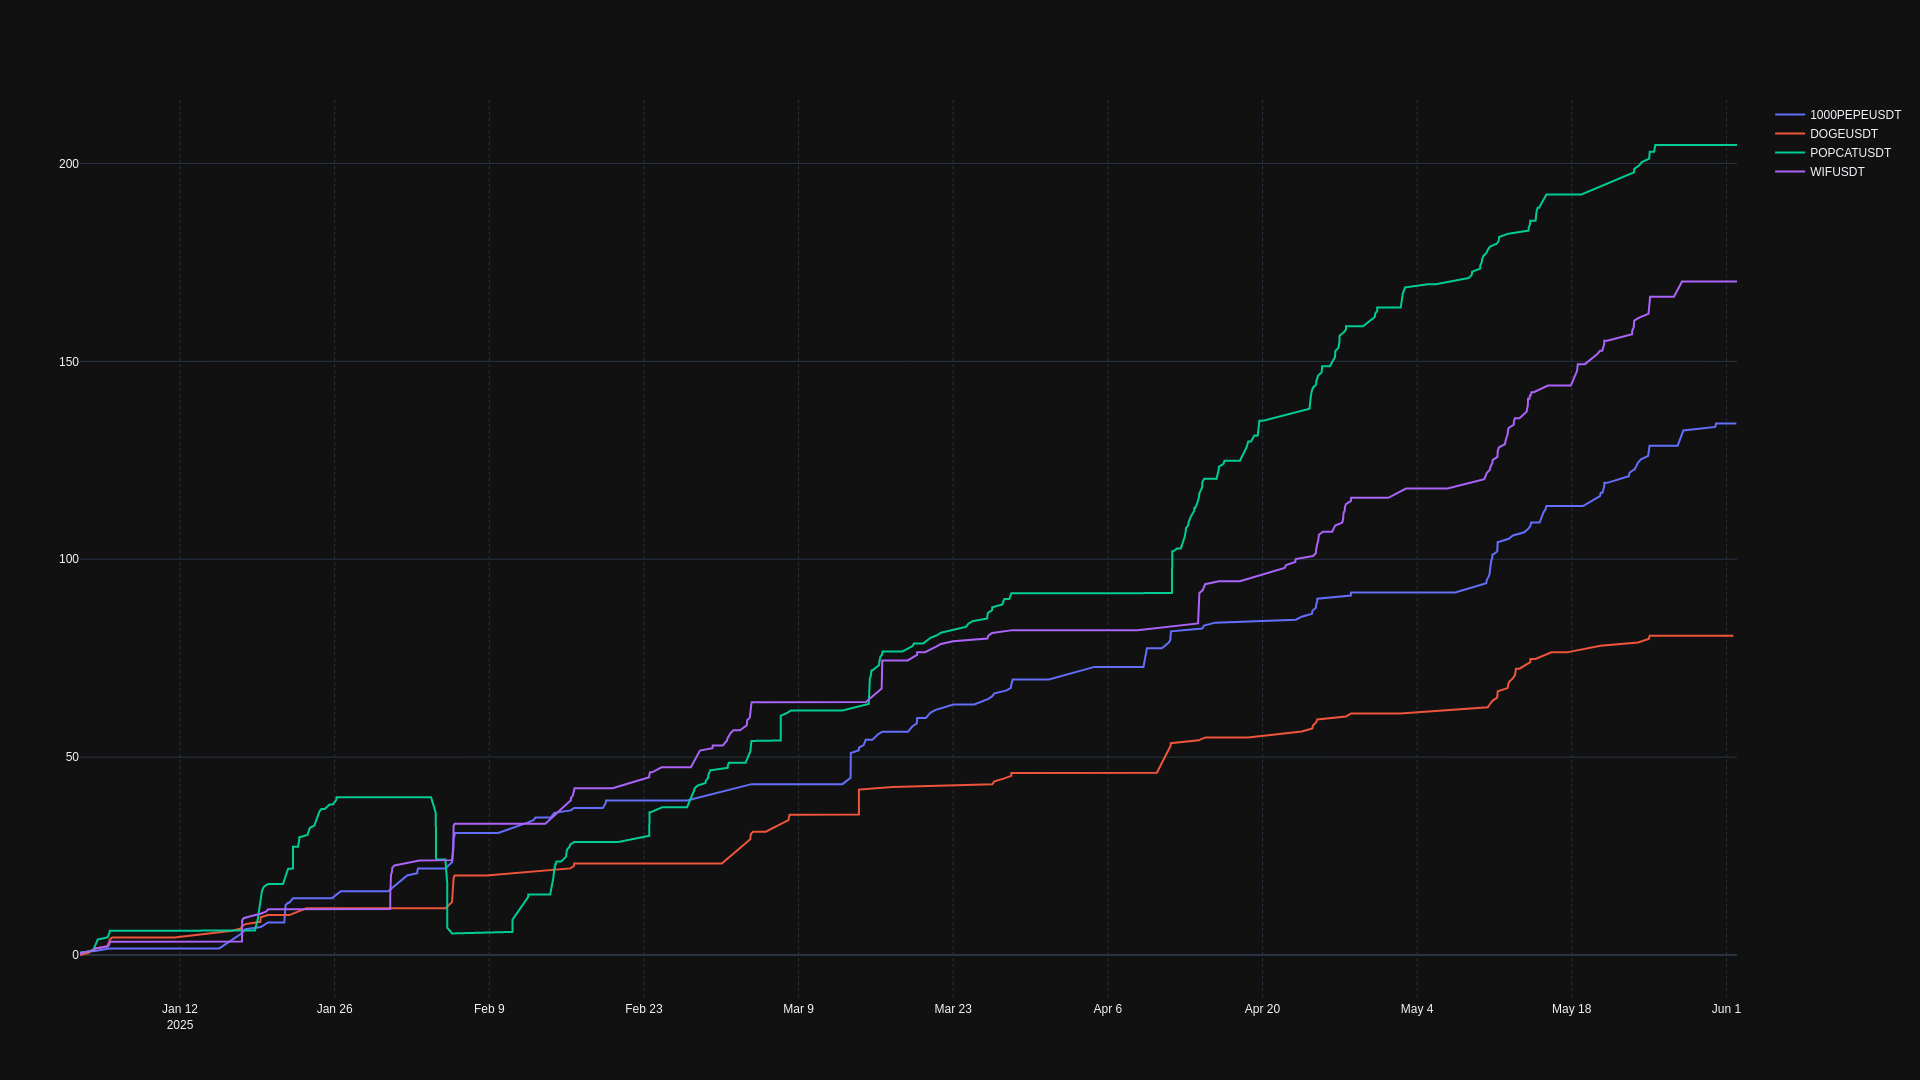 1000PEPEUSDT
DOGEUSDT
POPCATUSDT
WIFUSDT
200
150
100
50
0
Jan 12
2025
Jan 26
Feb 9
Feb 23
Mar 9
Mar 23
Apr 6
Apr 20
May 4
May 18
Jun 1